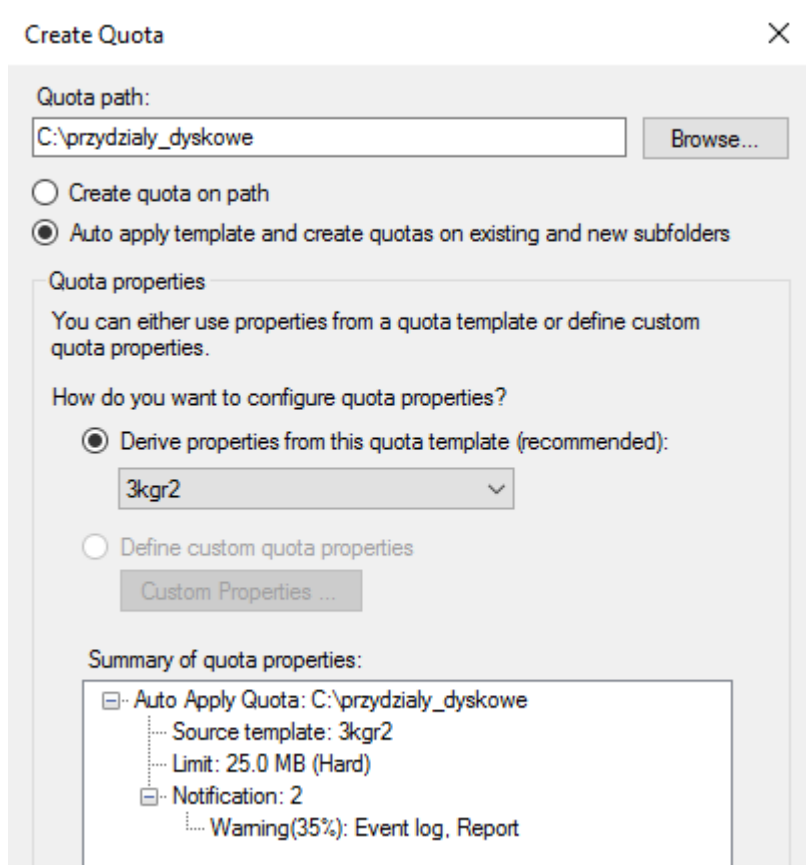 Create Quota
Quota path:
C:\przydzialy_dyskowe
Browse...
Create quota on path
Auto apply template and create quotas on existing and new subfolders
Quota properties
You can either use properties from a quota template or define custom
quota properties.
How do you want to configure quota properties?
Derive properties from this quota template (recommended):
3kgr2
Define custom quota properties
Custom Properties ...
Summary of quota properties:
Auto Apply Quota: C:\przydzialy_dyskowe
Source template: 3kgr2
Limit: 25.0 MB (Hard)
Notification: 2
Warning(35%): Event log, Report